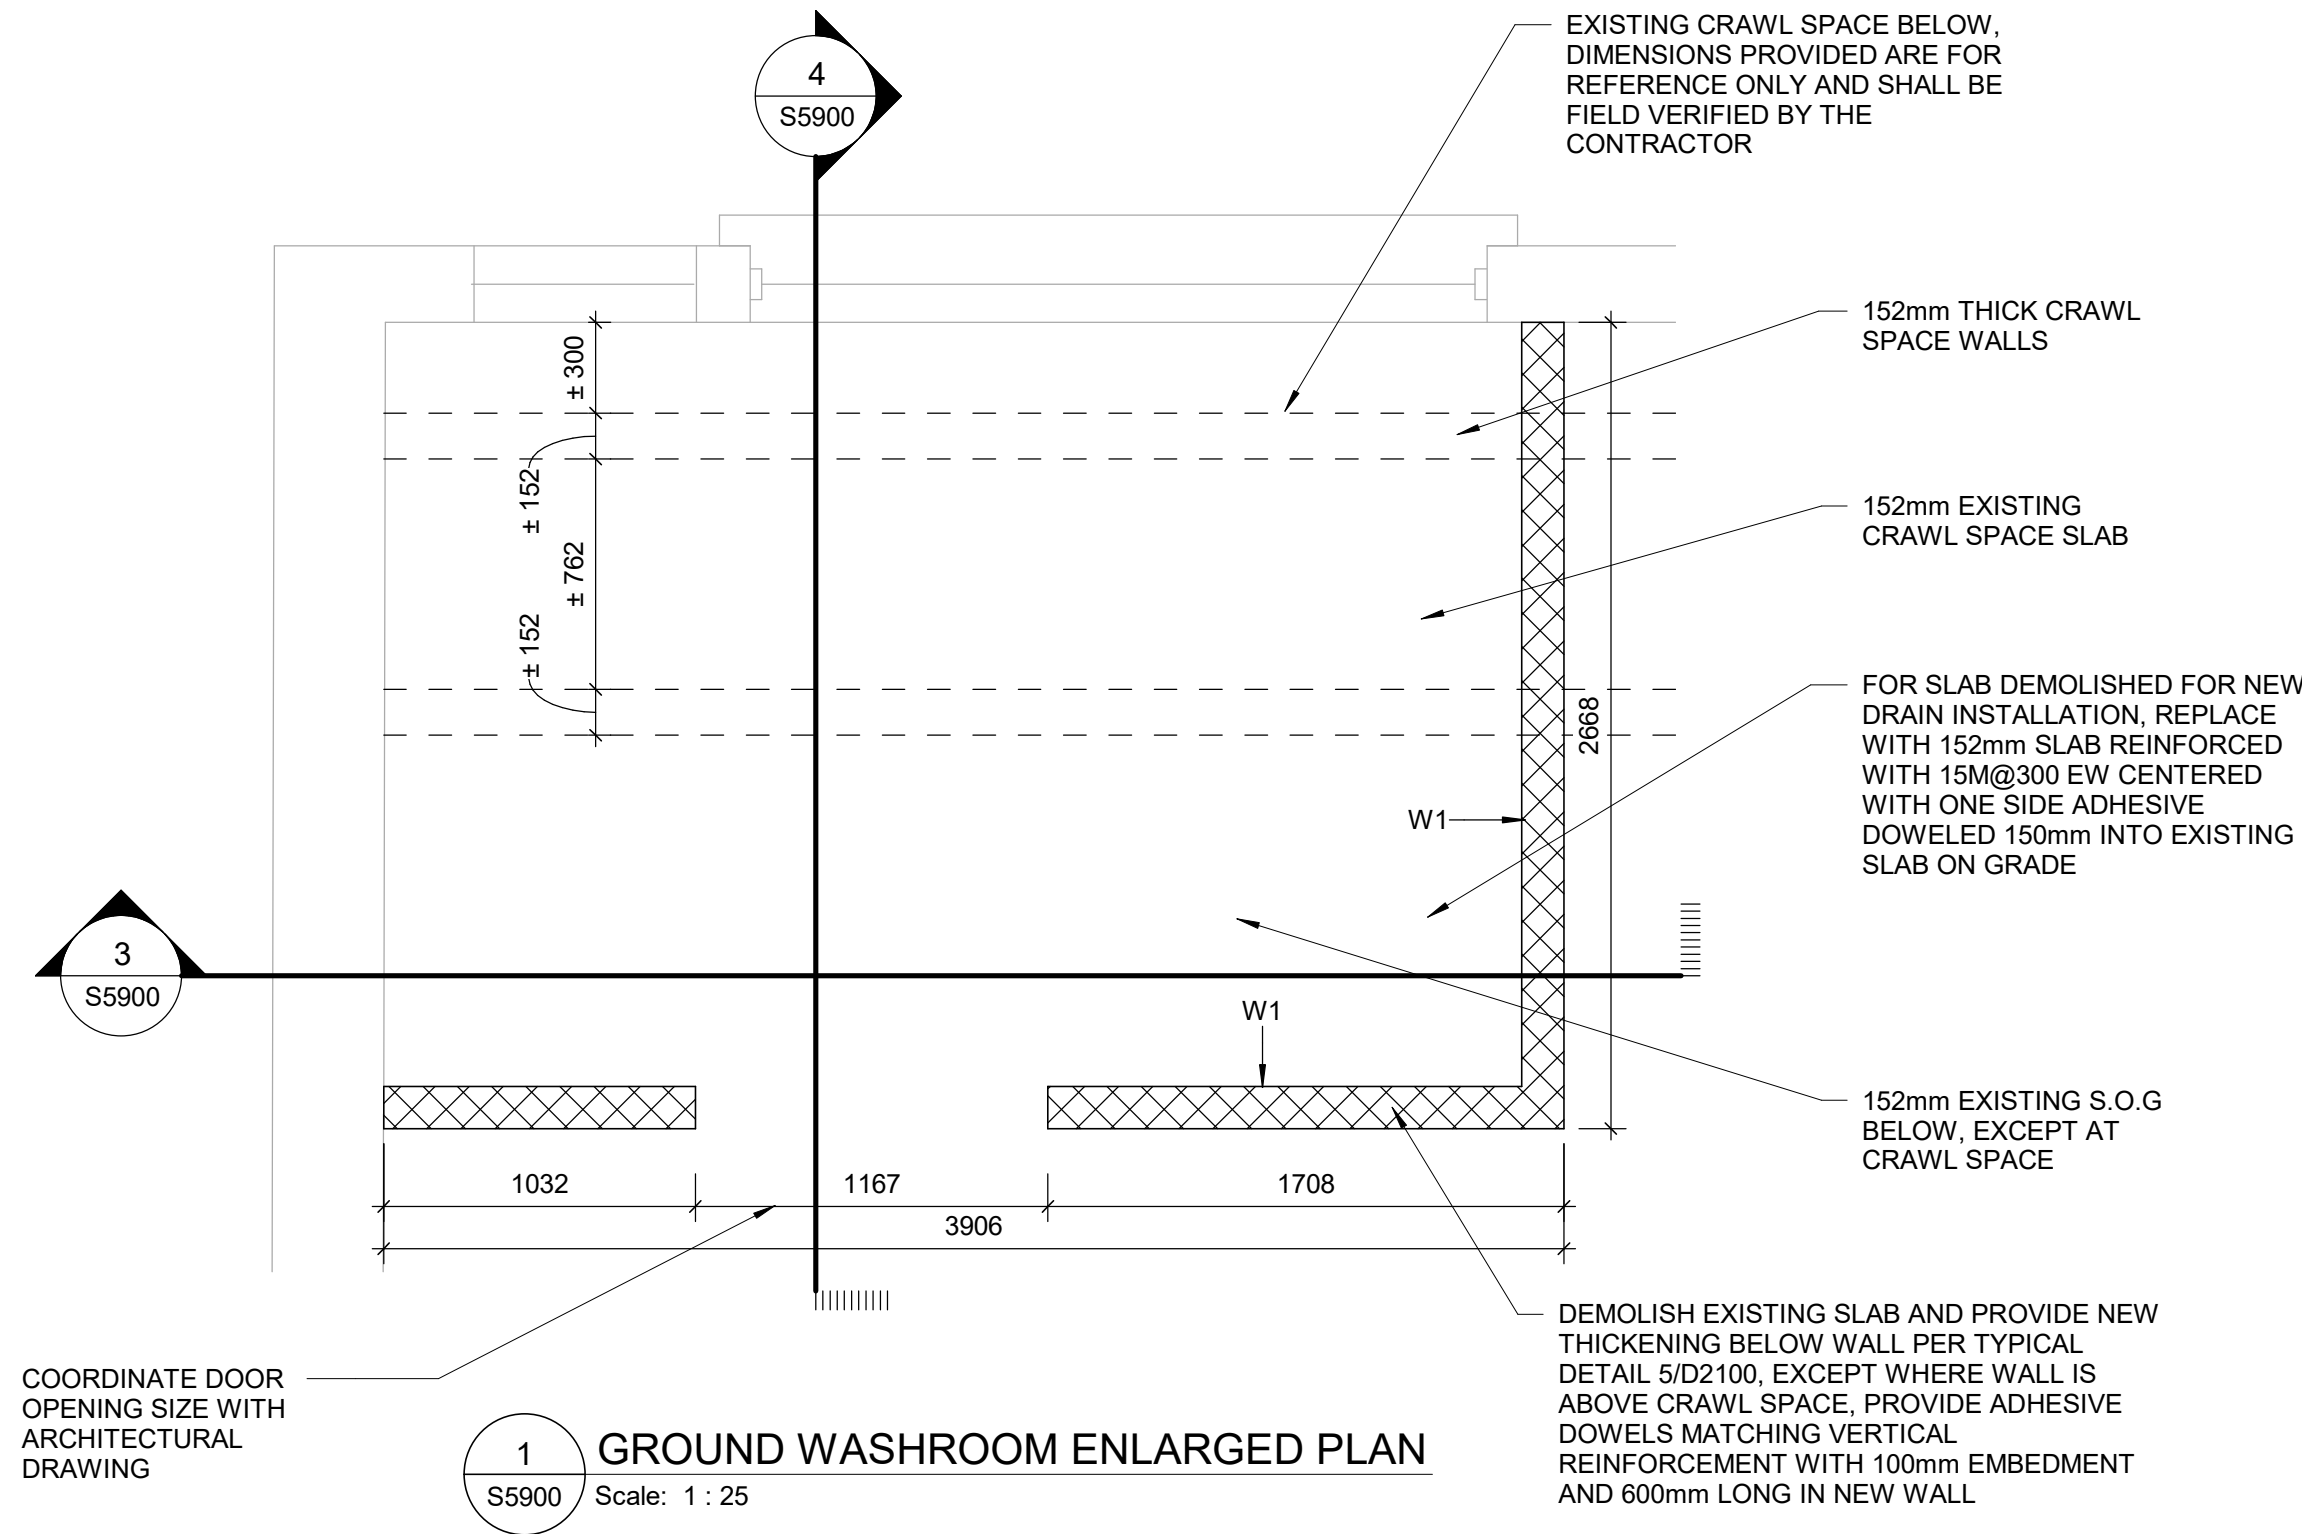 4
S5900
EXISTING CRAWL SPACE BELOW,
DIMENSIONS PROVIDED ARE FOR
REFERENCE ONLY AND SHALL BE
FIELD VERIFIED BY THE
CONTRACTOR
152mm THICK CRAWL
SPACE WALLS
± 300
± 152
± 762
± 152
152mm EXISTING
CRAWL SPACE SLAB
2668
FOR SLAB DEMOLISHED FOR NEW
DRAIN INSTALLATION, REPLACE
WITH 152mm SLAB REINFORCED
WITH 15M@300 EW CENTERED
WITH ONE SIDE ADHESIVE
DOWELED 150mm INTO EXISTING
SLAB ON GRADE
W1
3
S5900
W1
152mm EXISTING S.O.G
BELOW, EXCEPT AT
CRAWL SPACE
1032
1167
1708
3906
DEMOLISH EXISTING SLAB AND PROVIDE NEW
THICKENING BELOW WALL PER TYPICAL
DETAIL 5/D2100, EXCEPT WHERE WALL IS
ABOVE CRAWL SPACE, PROVIDE ADHESIVE
DOWELS MATCHING VERTICAL
REINFORCEMENT WITH 100mm EMBEDMENT
AND 600mm LONG IN NEW WALL
COORDINATE DOOR
OPENING SIZE WITH
ARCHITECTURAL
DRAWING
1
S5900
GROUND WASHROOM ENLARGED PLAN
Scale: 1 : 25